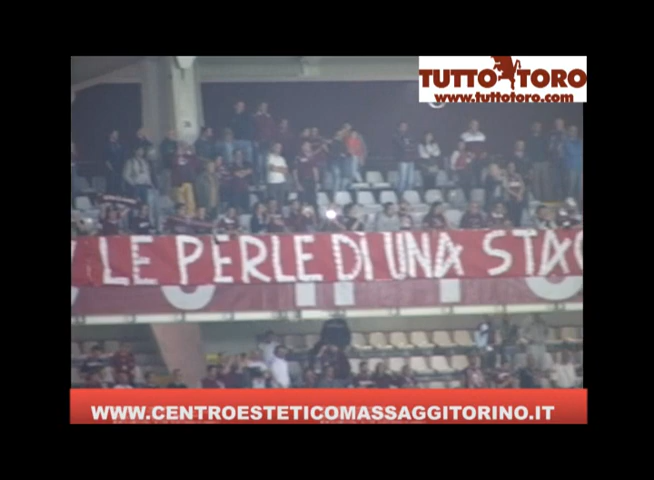 TUTTO TORO
www.tuttotoro.com
LE PERLE DI UNA STA
WWW.CENTROESTETICOMASSAGGITORINO.IT